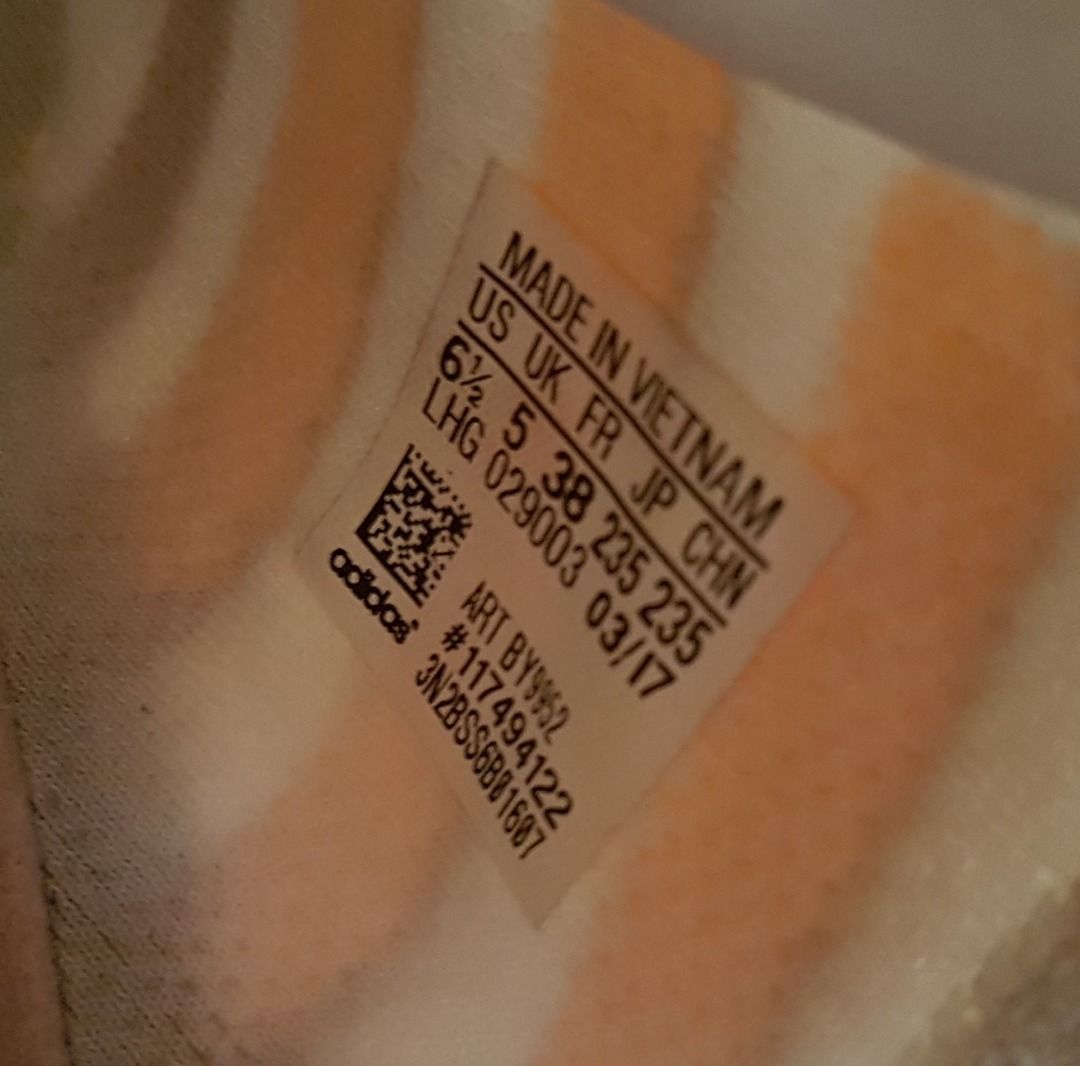 MADE IN VIETNAM
US UK FR JP CHN
6½ 5 38 235 235
LHG 029003 03/17
adidas®
ART BY9952
#117494122
3N2BSS6B01607